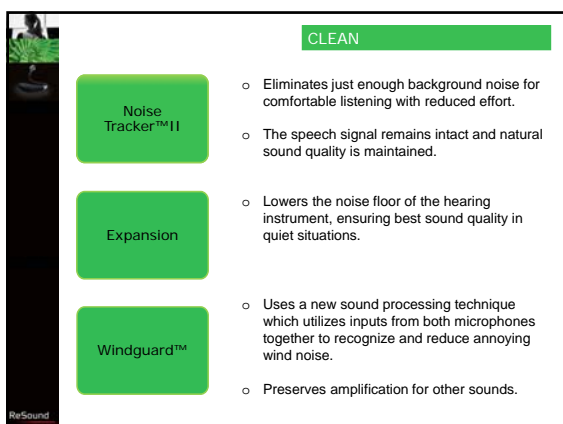 CLEAN
Noise
Tracker™II
o Eliminates just enough background noise for
comfortable listening with reduced effort.
o The speech signal remains intact and natural
sound quality is maintained.
Expansion
o Lowers the noise floor of the hearing
instrument, ensuring best sound quality in
quiet situations.
Windguard™
o Uses a new sound processing technique
which utilizes inputs from both microphones
together to recognize and reduce annoying
wind noise.
o Preserves amplification for other sounds.
ReSound